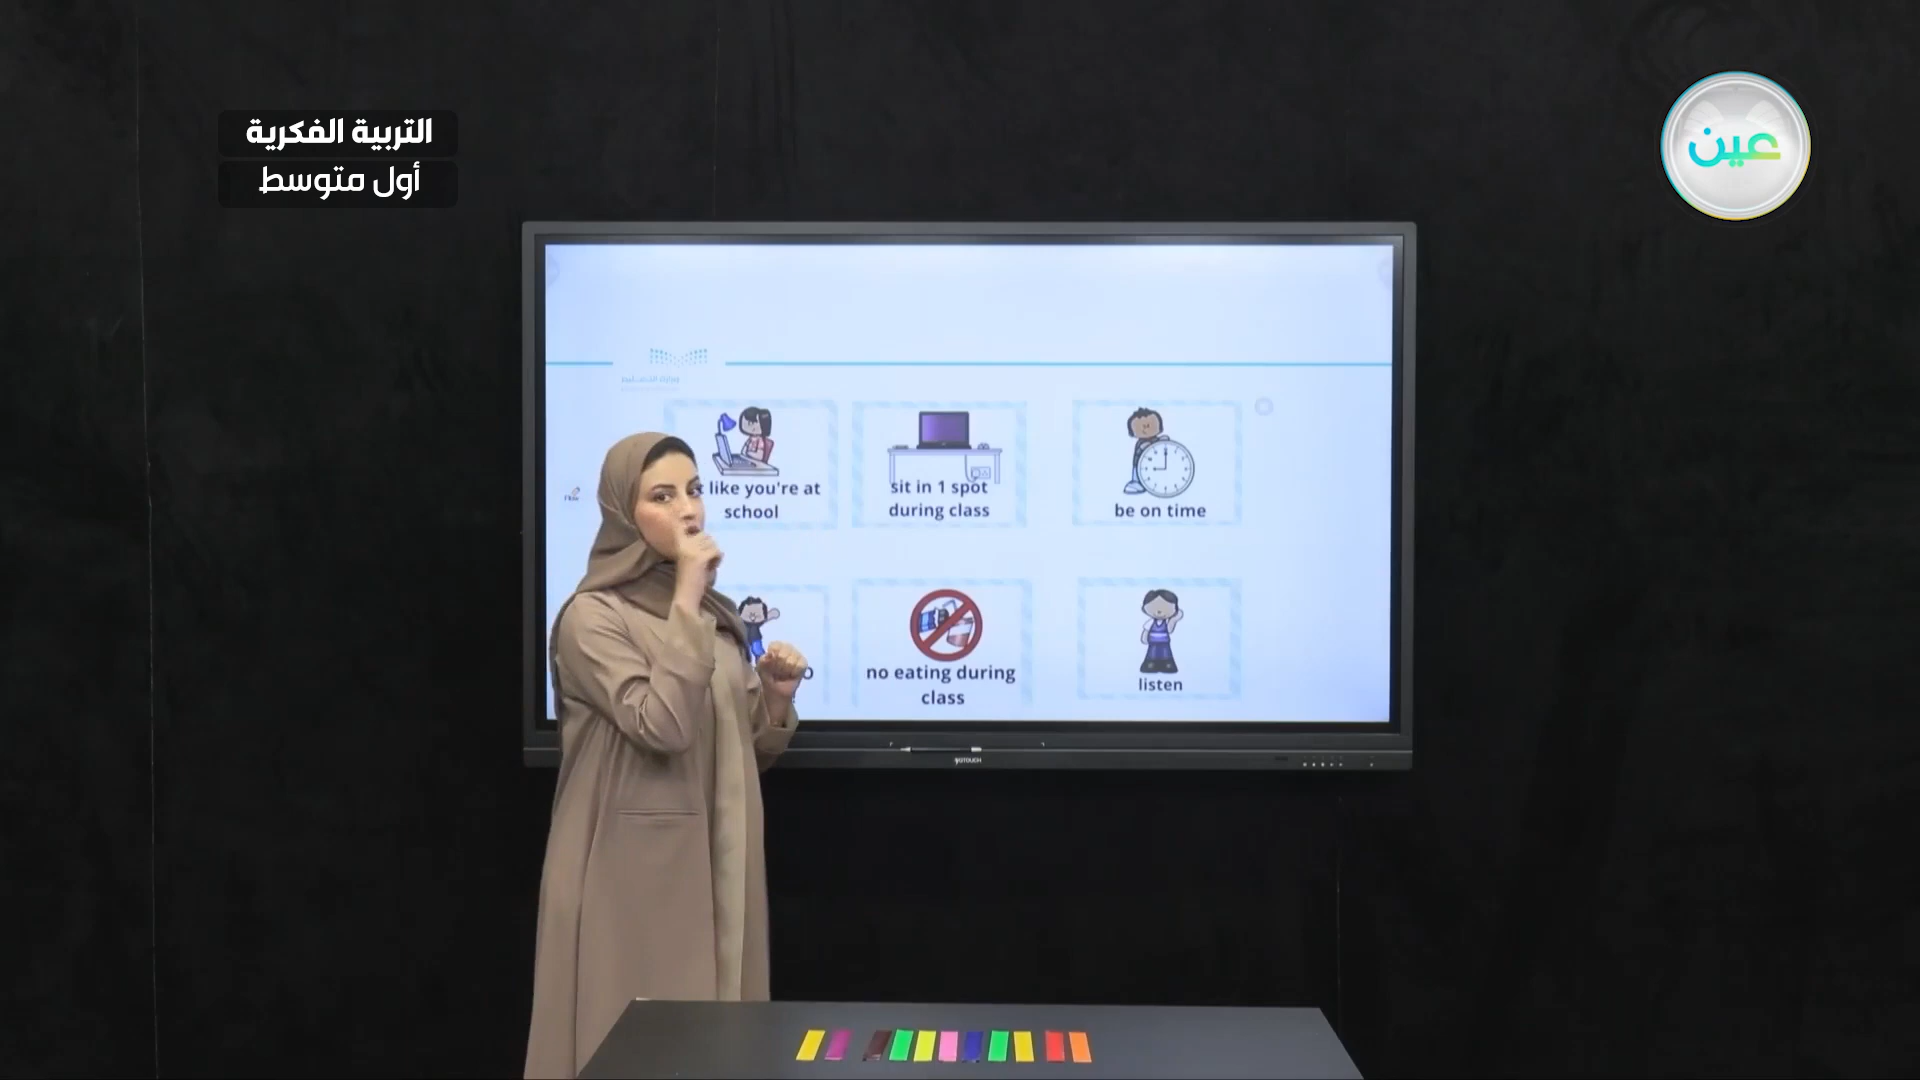 التربية الفكرية
أول متوسط
عين
like you're at
school
sit in 1 spot
during class
be on time
no eating during
class
listen